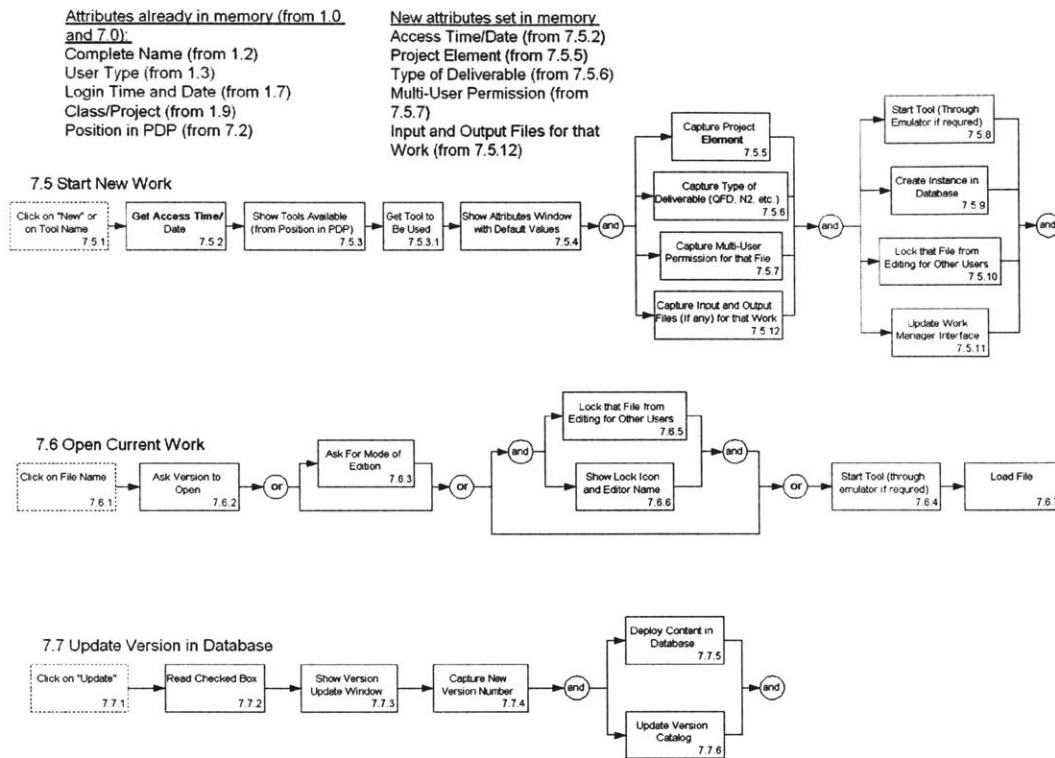 Attributes already in memory (from 1.0
and 7.0):
Complete Name (from 1.2)
User Type (from 1.3)
Login Time and Date (from 1.7)
Class/Project (from 1.9)
Position in PDP (from 7.2)
New attributes set in memory
Access Time/Date (from 7.5.2)
Project Element (from 7.5.5)
Type of Deliverable (from 7.5.6)
Multi-User Permission (from
7.5.7)
Input and Output Files for that
Work (from 7.5.12)
7.5 Start New Work
Click on "New" or
on Tool Name
7.5.1
Get Access Time/
Date
7.5.2
Show Tools Available
(from Position in PDP)
7.5.3
Get Tool to
Be Used
7.5.3.1
Show Attributes Window
with Default Values
7.5.4
and
Capture Project
Element
7.5.5
Capture Type of
Deliverable (QFD, N2, etc.)
7.5.6
Capture Multi-User
Permission for that File
7.5.7
Capture Input and Output
Files (if any) for that Work
7.5.12
and
Start Tool (Through
Emulator if requred)
7.5.8
Create Instance in
Database
7.5.9
Lock that File from
Editing for Other Users
7.5.10
Update Work
Manager Interface
7.5.11
and
7.6 Open Current Work
Click on File Name
7.6.1
Ask Version to
Open
7.6.2
or
Ask For Mode of
Edition
7.6.3
or
and
Lock that File from
Editing for Other Users
7.6.5
Show Lock Icon
and Editor Name
7.6.6
and
or
Start Tool (through
emulator if requred)
7.6.4
Load File
7.6.7
7.7 Update Version in Database
Click on "Update"
7.7.1
Read Checked Box
7.7.2
Show Version
Update Window
7.7.3
Capture New
Version Number
7.7.4
and
Deploy Content in
Database
7.7.5
Update Version
Catalog
7.7.6
and